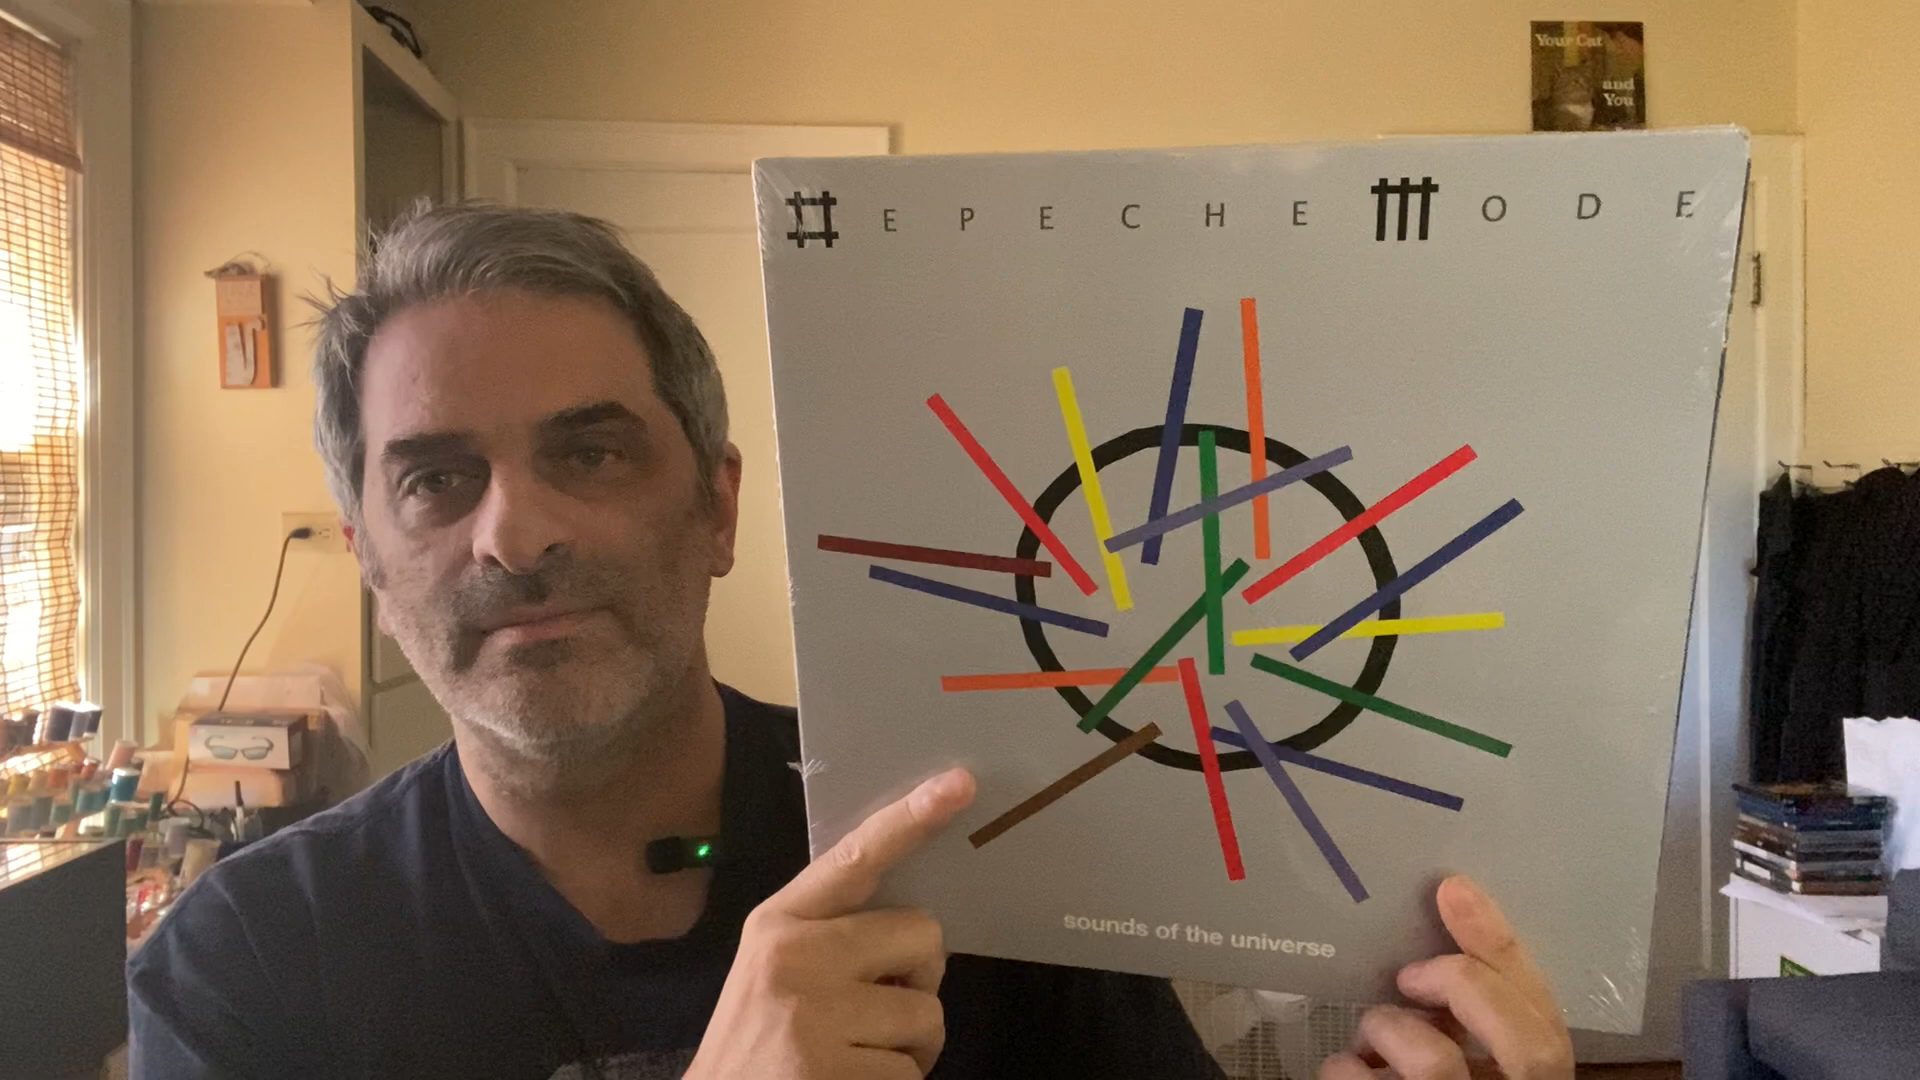 Your Cat
and
You
DEPECHE MODE
sounds of the universe